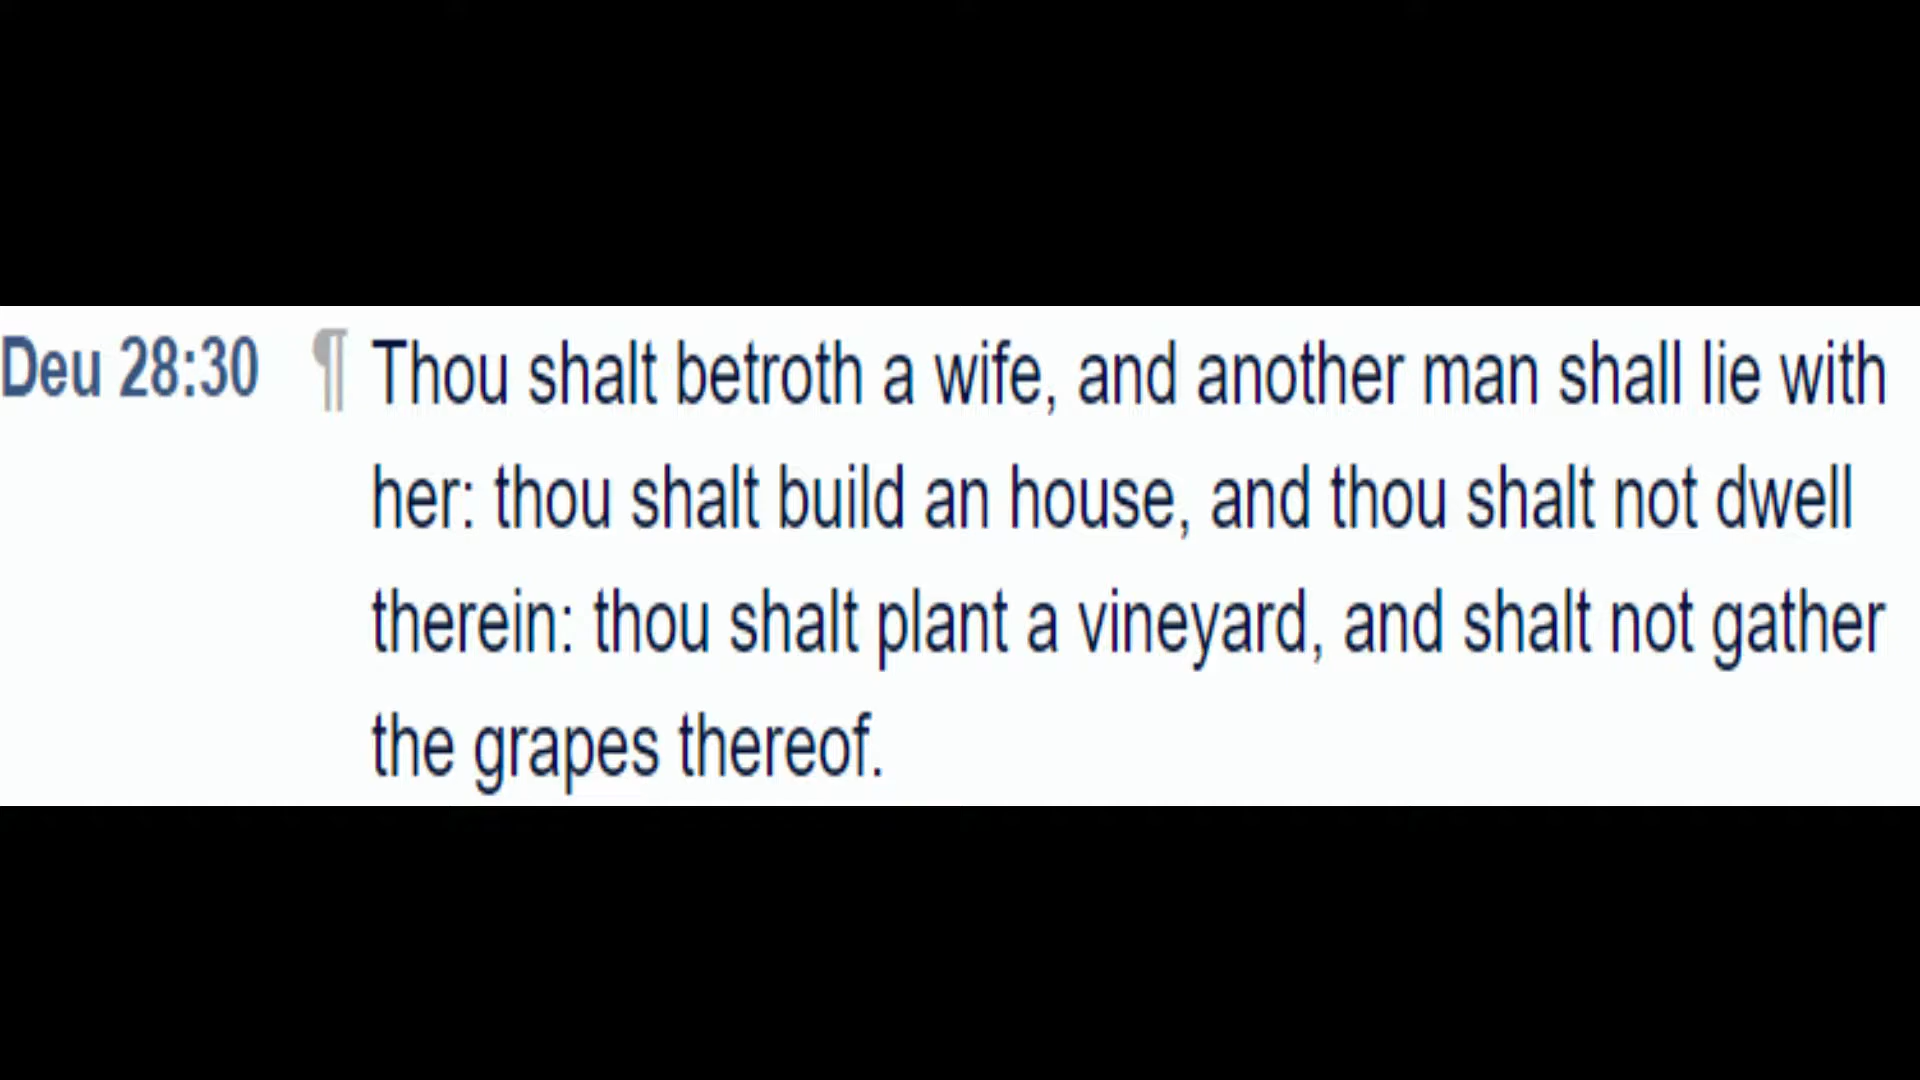 Deu 28:30 ¶ Thou shalt betroth a wife, and another man shall lie with
her: thou shalt build an house, and thou shalt not dwell
therein: thou shalt plant a vineyard, and shalt not gather
the grapes thereof.